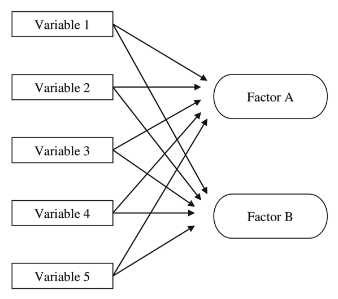 Variable 1
Variable 2
Factor A
Variable 3
Variable 4
Factor B
Variable 5